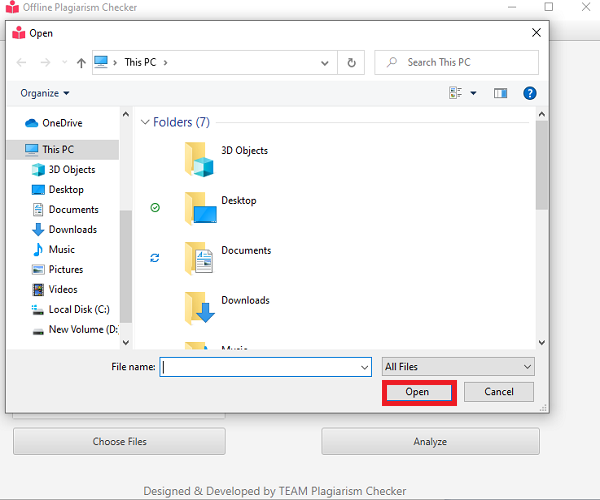 Offline Plagiarism Checker
Open
This PC
Search This PC
Organize
OneDrive
This PC
3D Objects
Desktop
Documents
Downloads
Music
Pictures
Videos
Local Disk (C:)
New Volume (D:
Folders (7)
3D Objects
Desktop
Documents
Downloads
Music
File name:
All Files
Open
Cancel
Choose Files
Analyze
Designed & Developed by TEAM Plagiarism Checker